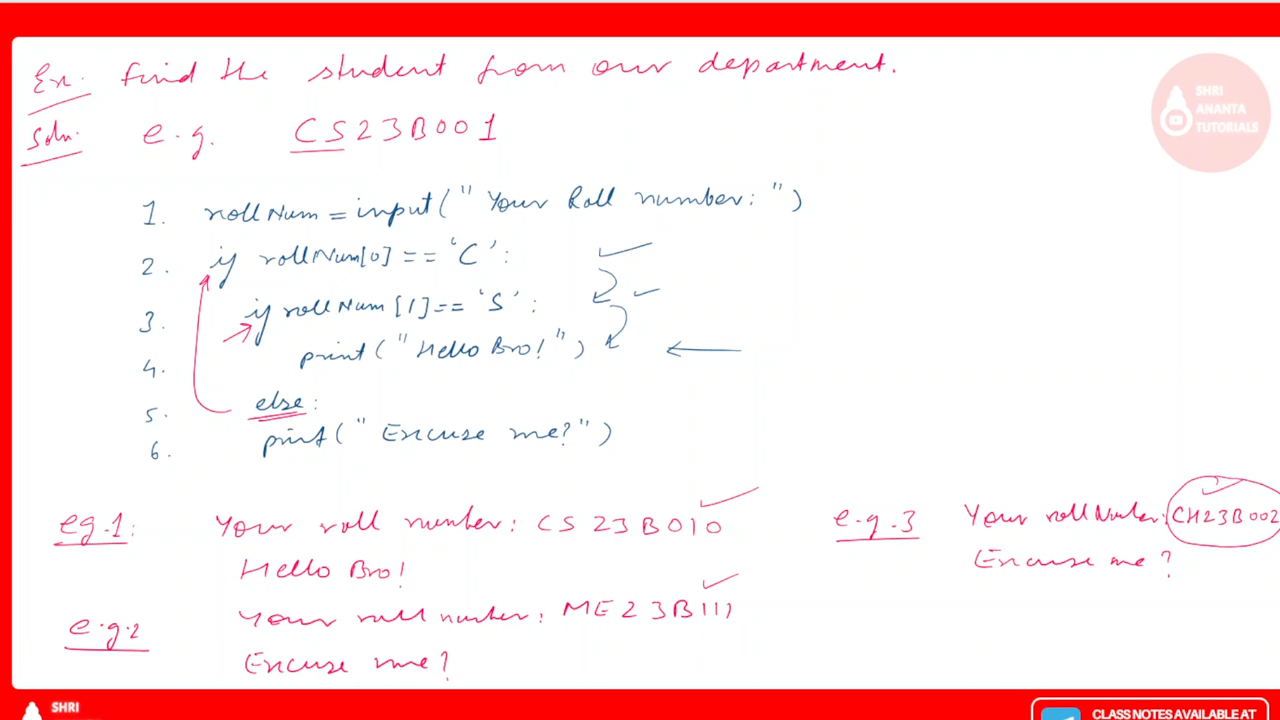 Ex. Find the student from our department.
Soln. e.g. CS23B001
SHRI
ANANTA
TUTORIALS
1. rollNum = input("Your Roll number: ")
2. if rollNum[0] == 'C':
3. if rollNum[1] == 'S':
4. print("Hello Bro!")
5. else:
6. print("Excuse me?")
eg.1: Your roll number: CS23B010
Hello Bro!
e.g.2 Your roll number: ME23B111
Excuse me?
e.g.3 Your roll Number: CH23B002
Excuse me?
SHRI
CLASS NOTES AVAILABLE AT